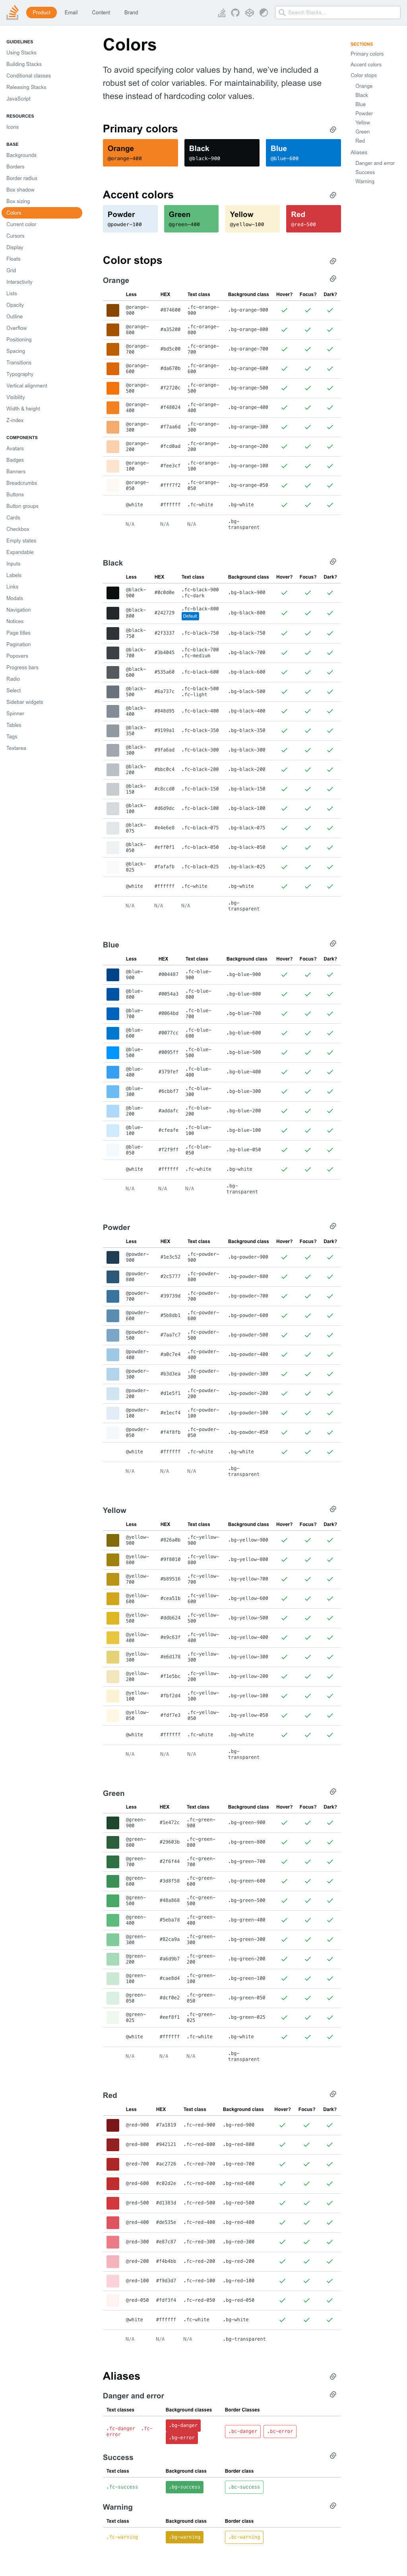 Product Email Content Brand
Search Stacks…
GUIDELINES
Using Stacks
Building Stacks
Conditional classes
Releasing Stacks
JavaScript
RESOURCES
Icons
BASE
Backgrounds
Borders
Border radius
Box shadow
Box sizing
Colors
Current color
Cursors
Display
Floats
Grid
Interactivity
Lists
Opacity
Outline
Overflow
Positioning
Spacing
Transitions
Typography
Vertical alignment
Visibility
Width & height
Z-index
COMPONENTS
Avatars
Badges
Banners
Breadcrumbs
Buttons
Button groups
Cards
Checkbox
Empty states
Expandable
Inputs
Labels
Links
Modals
Navigation
Notices
Page titles
Pagination
Popovers
Progress bars
Radio
Select
Sidebar widgets
Spinner
Tables
Tags
Textarea
Colors
To avoid specifying color values by hand, we've included a
robust set of color variables. For maintainability, please use
these instead of hardcoding color values.
Primary colors
Orange
@orange-400
Black
@black-900
Blue
@blue-600
Accent colors
Powder
@powder-100
Green
@green-400
Yellow
@yellow-100
Red
@red-500
Color stops
Orange
Less HEX Text class Background class Hover? Focus? Dark?
@orange-900 #874600 .fc-orange-900 .bg-orange-900
@orange-800 #a35200 .fc-orange-800 .bg-orange-800
@orange-700 #bd5c00 .fc-orange-700 .bg-orange-700
@orange-600 #da670b .fc-orange-600 .bg-orange-600
@orange-500 #f2720c .fc-orange-500 .bg-orange-500
@orange-400 #f48024 .fc-orange-400 .bg-orange-400
@orange-300 #f7aa6d .fc-orange-300 .bg-orange-300
@orange-200 #fcd0ad .fc-orange-200 .bg-orange-200
@orange-100 #fee3cf .fc-orange-100 .bg-orange-100
@orange-050 #fff7f2 .fc-orange-050 .bg-orange-050
@white #ffffff .fc-white .bg-white
N/A N/A N/A .bg-transparent
Black
Less HEX Text class Background class Hover? Focus? Dark?
@black-900 #0c0d0e .fc-black-900 .fc-dark .bg-black-900
@black-800 #242729 .fc-black-800 Default .bg-black-800
@black-750 #2f3337 .fc-black-750 .bg-black-750
@black-700 #3b4045 .fc-black-700 .fc-medium .bg-black-700
@black-600 #535a60 .fc-black-600 .bg-black-600
@black-500 #6a737c .fc-black-500 .fc-light .bg-black-500
@black-400 #848d95 .fc-black-400 .bg-black-400
@black-350 #9199a1 .fc-black-350 .bg-black-350
@black-300 #9fa6ad .fc-black-300 .bg-black-300
@black-200 #bbc0c4 .fc-black-200 .bg-black-200
@black-150 #c8ccd0 .fc-black-150 .bg-black-150
@black-100 #d6d9dc .fc-black-100 .bg-black-100
@black-075 #e4e6e8 .fc-black-075 .bg-black-075
@black-050 #eff0f1 .fc-black-050 .bg-black-050
@black-025 #fafafb .fc-black-025 .bg-black-025
@white #ffffff .fc-white .bg-white
N/A N/A N/A .bg-transparent
Blue
Less HEX Text class Background class Hover? Focus? Dark?
@blue-900 #004487 .fc-blue-900 .bg-blue-900
@blue-800 #0054a3 .fc-blue-800 .bg-blue-800
@blue-700 #0064bd .fc-blue-700 .bg-blue-700
@blue-600 #0077cc .fc-blue-600 .bg-blue-600
@blue-500 #0095ff .fc-blue-500 .bg-blue-500
@blue-400 #379fef .fc-blue-400 .bg-blue-400
@blue-300 #6cbbf7 .fc-blue-300 .bg-blue-300
@blue-200 #addafc .fc-blue-200 .bg-blue-200
@blue-100 #cfeafe .fc-blue-100 .bg-blue-100
@blue-050 #f2f9ff .fc-blue-050 .bg-blue-050
@white #ffffff .fc-white .bg-white
N/A N/A N/A .bg-transparent
Powder
Less HEX Text class Background class Hover? Focus? Dark?
@powder-900 #1e3c52 .fc-powder-900 .bg-powder-900
@powder-800 #2c5777 .fc-powder-800 .bg-powder-800
@powder-700 #39739d .fc-powder-700 .bg-powder-700
@powder-600 #5b8db1 .fc-powder-600 .bg-powder-600
@powder-500 #7aa7c7 .fc-powder-500 .bg-powder-500
@powder-400 #a0c7e4 .fc-powder-400 .bg-powder-400
@powder-300 #b3d3ea .fc-powder-300 .bg-powder-300
@powder-200 #d1e5f1 .fc-powder-200 .bg-powder-200
@powder-100 #e1ecf4 .fc-powder-100 .bg-powder-100
@powder-050 #f4f8fb .fc-powder-050 .bg-powder-050
@white #ffffff .fc-white .bg-white
N/A N/A N/A .bg-transparent
Yellow
Less HEX Text class Background class Hover? Focus? Dark?
@yellow-900 #826a0b .fc-yellow-900 .bg-yellow-900
@yellow-800 #9f8010 .fc-yellow-800 .bg-yellow-800
@yellow-700 #b89516 .fc-yellow-700 .bg-yellow-700
@yellow-600 #cea51b .fc-yellow-600 .bg-yellow-600
@yellow-500 #ddb624 .fc-yellow-500 .bg-yellow-500
@yellow-400 #e9c63f .fc-yellow-400 .bg-yellow-400
@yellow-300 #e6d178 .fc-yellow-300 .bg-yellow-300
@yellow-200 #f1e5bc .fc-yellow-200 .bg-yellow-200
@yellow-100 #fbf2d4 .fc-yellow-100 .bg-yellow-100
@yellow-050 #fdf7e3 .fc-yellow-050 .bg-yellow-050
@white #ffffff .fc-white .bg-white
N/A N/A N/A .bg-transparent
Green
Less HEX Text class Background class Hover? Focus? Dark?
@green-900 #1e472c .fc-green-900 .bg-green-900
@green-800 #29603b .fc-green-800 .bg-green-800
@green-700 #2f6f44 .fc-green-700 .bg-green-700
@green-600 #3d8f58 .fc-green-600 .bg-green-600
@green-500 #48a868 .fc-green-500 .bg-green-500
@green-400 #5eba7d .fc-green-400 .bg-green-400
@green-300 #82ca9a .fc-green-300 .bg-green-300
@green-200 #a6d9b7 .fc-green-200 .bg-green-200
@green-100 #cae8d4 .fc-green-100 .bg-green-100
@green-050 #dcf0e2 .fc-green-050 .bg-green-050
@green-025 #eef8f1 .fc-green-025 .bg-green-025
@white #ffffff .fc-white .bg-white
N/A N/A N/A .bg-transparent
Red
Less HEX Text class Background class Hover? Focus? Dark?
@red-900 #7a1819 .fc-red-900 .bg-red-900
@red-800 #942121 .fc-red-800 .bg-red-800
@red-700 #ac2726 .fc-red-700 .bg-red-700
@red-600 #c02d2e .fc-red-600 .bg-red-600
@red-500 #d1383d .fc-red-500 .bg-red-500
@red-400 #de535e .fc-red-400 .bg-red-400
@red-300 #e87c87 .fc-red-300 .bg-red-300
@red-200 #f4b4bb .fc-red-200 .bg-red-200
@red-100 #f9d3d7 .fc-red-100 .bg-red-100
@red-050 #fdf3f4 .fc-red-050 .bg-red-050
@white #ffffff .fc-white .bg-white
N/A N/A N/A .bg-transparent
Aliases
Danger and error
Text classes Background classes Border Classes
.fc-danger .fc-error .bg-danger .bg-error .bc-danger .bc-error
Success
Text class Background class Border class
.fc-success .bg-success .bc-success
Warning
Text class Background class Border class
.fc-warning .bg-warning .bc-warning
SECTIONS
Primary colors
Accent colors
Color stops
Orange
Black
Blue
Powder
Yellow
Green
Red
Aliases
Danger and error
Success
Warning